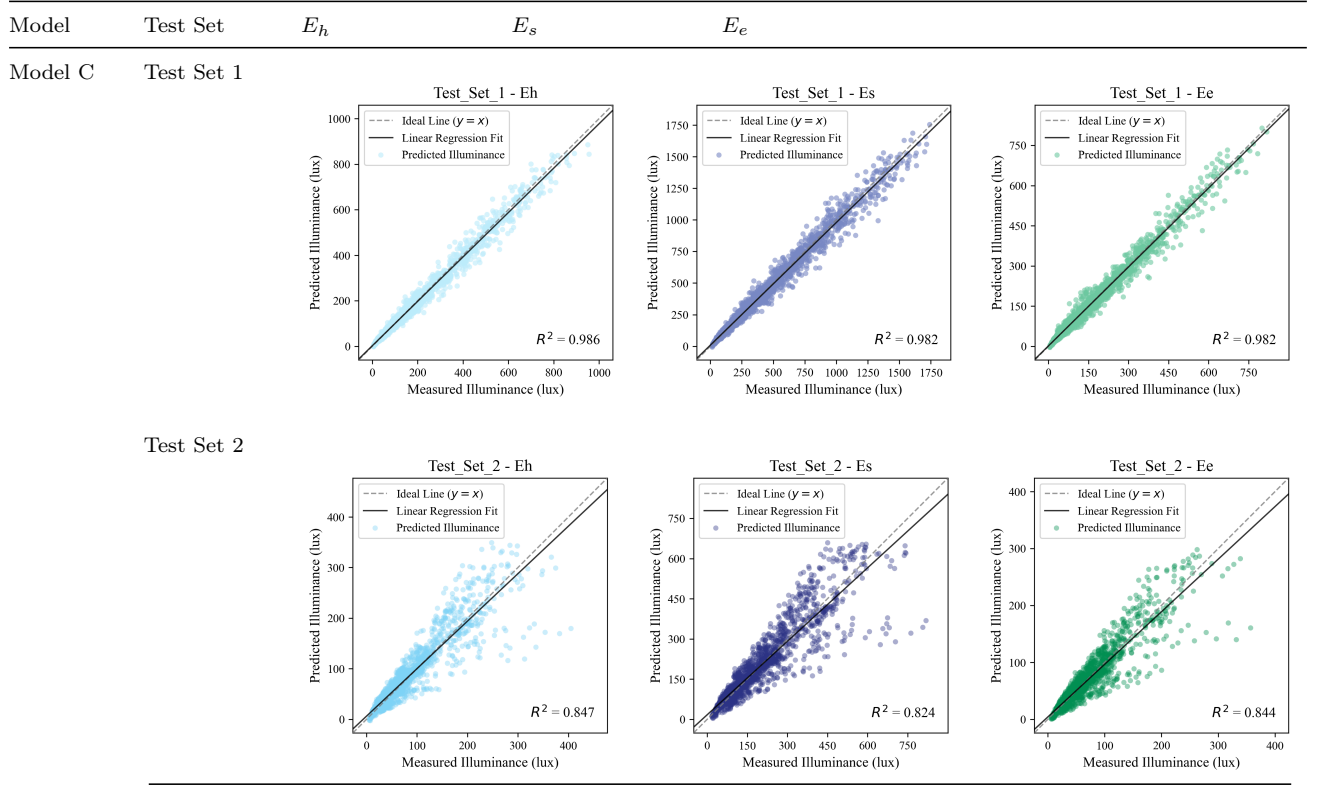 Model Test Set Eh Es Ee
Model C Test Set 1
Test_Set_1 - Eh
Ideal Line (y = x)
Linear Regression Fit
Predicted Illuminance
Predicted Illuminance (lux)
1000
800
600
400
200
0
R² = 0.986
0 200 400 600 800 1000
Measured Illuminance (lux)
Test_Set_1 - Es
Ideal Line (y = x)
Linear Regression Fit
Predicted Illuminance
Predicted Illuminance (lux)
1750
1500
1250
1000
750
500
250
0
R² = 0.982
0 250 500 750 1000 1250 1500 1750
Measured Illuminance (lux)
Test_Set_1 - Ee
Ideal Line (y = x)
Linear Regression Fit
Predicted Illuminance
Predicted Illuminance (lux)
750
600
450
300
150
0
R² = 0.982
0 150 300 450 600 750
Measured Illuminance (lux)
Test Set 2
Test_Set_2 - Eh
Ideal Line (y = x)
Linear Regression Fit
Predicted Illuminance
Predicted Illuminance (lux)
400
300
200
100
0
R² = 0.847
0 100 200 300 400
Measured Illuminance (lux)
Test_Set_2 - Es
Ideal Line (y = x)
Linear Regression Fit
Predicted Illuminance
Predicted Illuminance (lux)
750
600
450
300
150
0
R² = 0.824
0 150 300 450 600 750
Measured Illuminance (lux)
Test_Set_2 - Ee
Ideal Line (y = x)
Linear Regression Fit
Predicted Illuminance
Predicted Illuminance (lux)
400
300
200
100
0
R² = 0.844
0 100 200 300 400
Measured Illuminance (lux)